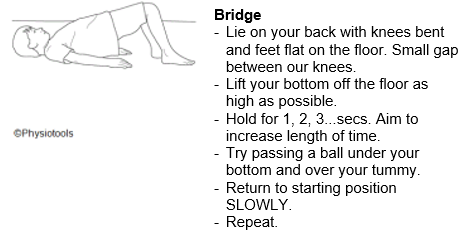 Bridge
- Lie on your back with knees bent
and feet flat on the floor. Small gap
between our knees.
- Lift your bottom off the floor as
high as possible.
- Hold for 1, 2, 3...secs. Aim to
increase length of time.
- Try passing a ball under your
bottom and over your tummy.
- Return to starting position
SLOWLY.
- Repeat.
©Physiotools